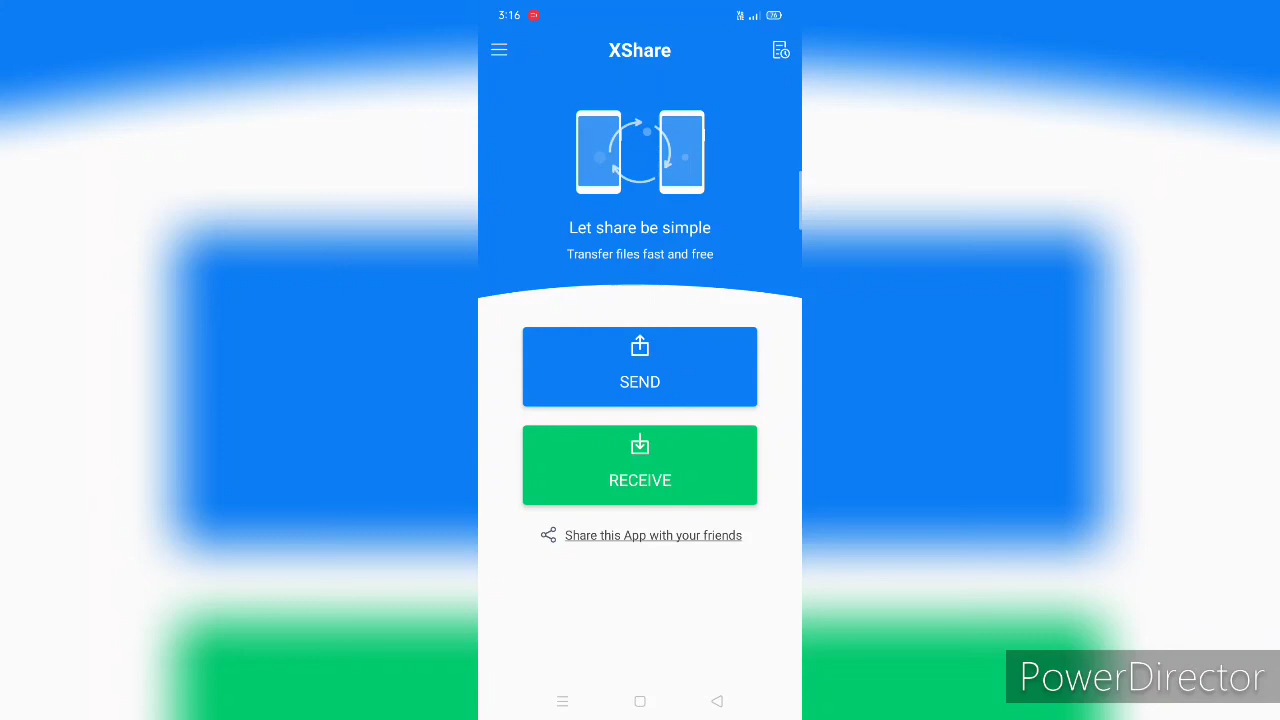 3:16
76
XShare
Let share be simple
Transfer files fast and free
SEND
RECEIVE
Share this App with your friends
PowerDirector